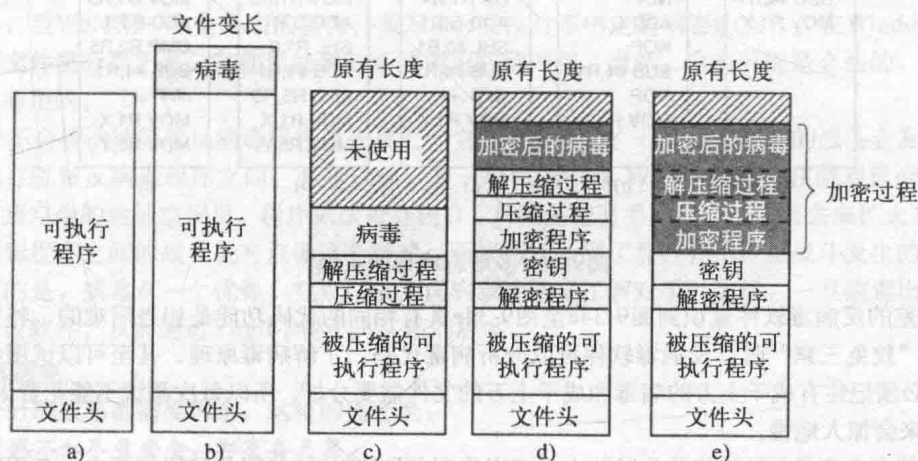 文件变长
病毒
可执行
程序
文件头
a)
可执行
程序
文件头
b)
原有长度
未使用
病毒
解压缩过程
压缩过程
被压缩的可
执行程序
文件头
c)
原有长度
加密后的病毒
解压缩过程
压缩过程
加密程序
密钥
解密程序
被压缩的可
执行程序
文件头
d)
原有长度
加密后的病毒
解压缩过程
压缩过程
加密程序
密钥
解密程序
被压缩的可
执行程序
文件头
e)
加密过程